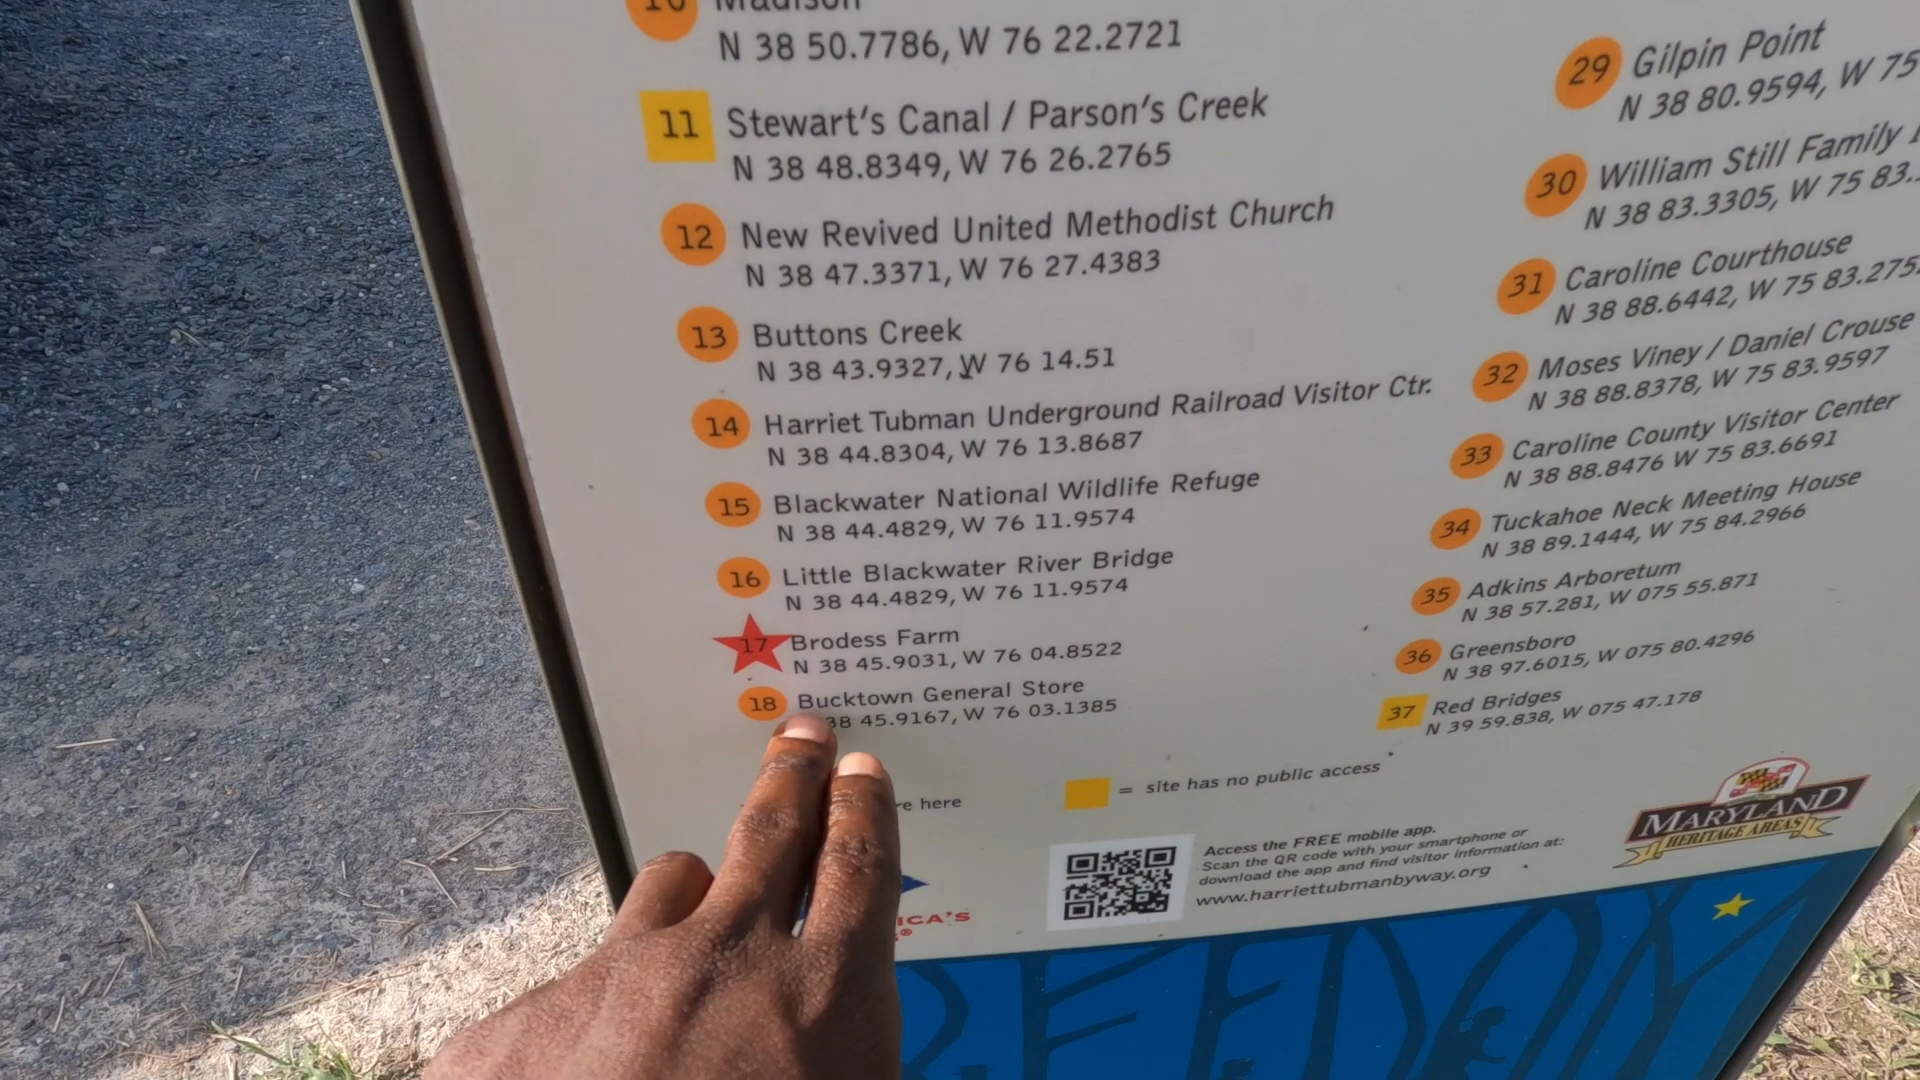 10 Madison
N 38 50.7786, W 76 22.2721
11 Stewart's Canal / Parson's Creek
N 38 48.8349, W 76 26.2765
12 New Revived United Methodist Church
N 38 47.3371, W 76 27.4383
13 Buttons Creek
N 38 43.9327, W 76 14.51
14 Harriet Tubman Underground Railroad Visitor Ctr.
N 38 44.8304, W 76 13.8687
15 Blackwater National Wildlife Refuge
N 38 44.4829, W 76 11.9574
16 Little Blackwater River Bridge
N 38 44.4829, W 76 11.9574
17 Brodess Farm
N 38 45.9031, W 76 04.8522
18 Bucktown General Store
38 45.9167, W 76 03.1385
29 Gilpin Point
N 38 80.9594, W 75
30 William Still Family
N 38 83.3305, W 75 83.
31 Caroline Courthouse
N 38 88.6442, W 75 83.275
32 Moses Viney / Daniel Crouse
N 38 88.8378, W 75 83.9597
33 Caroline County Visitor Center
N 38 88.8476 W 75 83.6691
34 Tuckahoe Neck Meeting House
N 38 89.1444, W 75 84.2966
35 Adkins Arboretum
N 38 57.281, W 075 55.871
36 Greensboro
N 38 97.6015, W 075 80.4296
37 Red Bridges
N 39 59.838, W 075 47.178
here
= site has no public access
Access the FREE mobile app.
Scan the QR code with your smartphone or
download the app and find visitor information at:
www.harriettubmanbyway.org
MARYLAND
HERITAGE AREAS
ICA'S
®
REEDOM